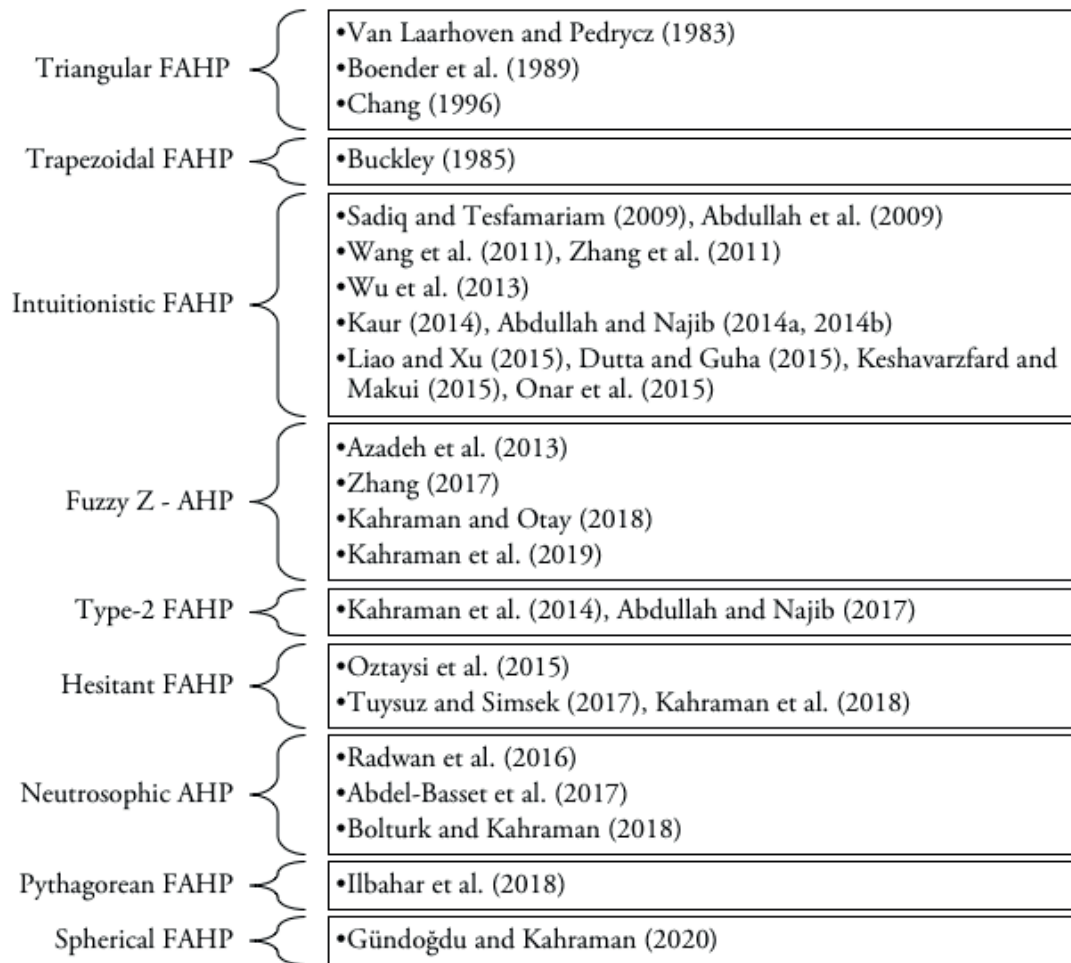 Triangular FAHP
•Van Laarhoven and Pedrycz (1983)
•Boender et al. (1989)
•Chang (1996)
Trapezoidal FAHP
•Buckley (1985)
Intuitionistic FAHP
•Sadiq and Tesfamariam (2009), Abdullah et al. (2009)
•Wang et al. (2011), Zhang et al. (2011)
•Wu et al. (2013)
•Kaur (2014), Abdullah and Najib (2014a, 2014b)
•Liao and Xu (2015), Dutta and Guha (2015), Keshavarzfard and
Makui (2015), Onar et al. (2015)
Fuzzy Z - AHP
•Azadeh et al. (2013)
•Zhang (2017)
•Kahraman and Otay (2018)
•Kahraman et al. (2019)
Type-2 FAHP
•Kahraman et al. (2014), Abdullah and Najib (2017)
Hesitant FAHP
•Oztaysi et al. (2015)
•Tuysuz and Simsek (2017), Kahraman et al. (2018)
Neutrosophic AHP
•Radwan et al. (2016)
•Abdel-Basset et al. (2017)
•Bolturk and Kahraman (2018)
Pythagorean FAHP
•Ilbahar et al. (2018)
Spherical FAHP
•Gündoğdu and Kahraman (2020)